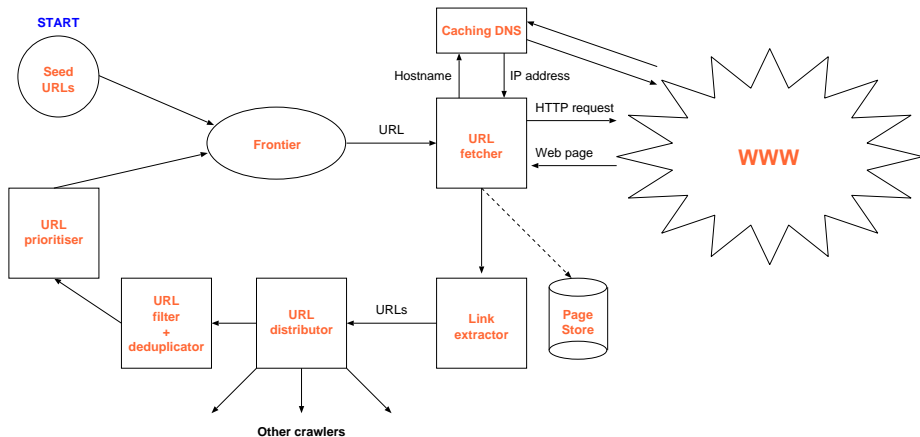 START
Seed
URLs
Caching DNS
Hostname
IP address
HTTP request
URL
Frontier
URL
fetcher
Web page
WWW
URL
prioritiser
URL
filter
+
deduplicator
URL
distributor
URLs
Link
extractor
Page
Store
Other crawlers